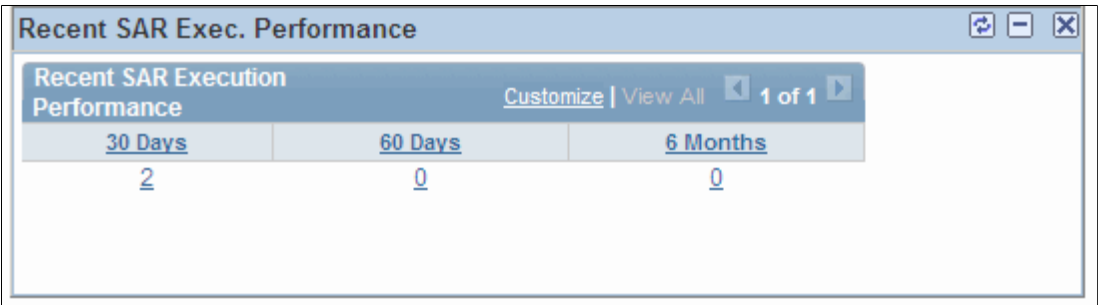 Recent SAR Exec. Performance
Recent SAR Execution
Performance
Customize | View All 1 of 1
30 Days 60 Days 6 Months
2 0 0